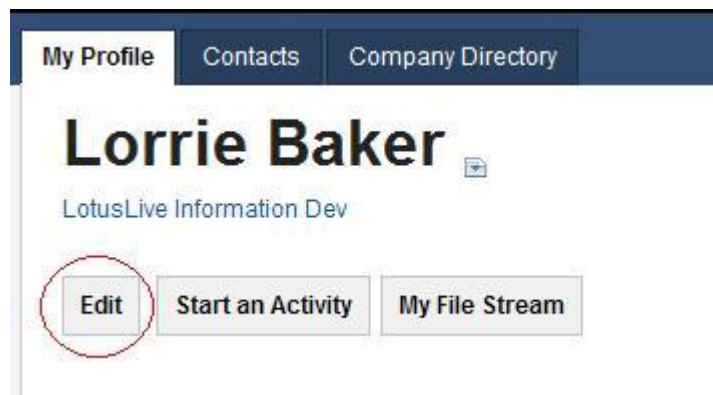 My Profile Contacts Company Directory
Lorrie Baker
LotusLive Information Dev
Edit Start an Activity My File Stream